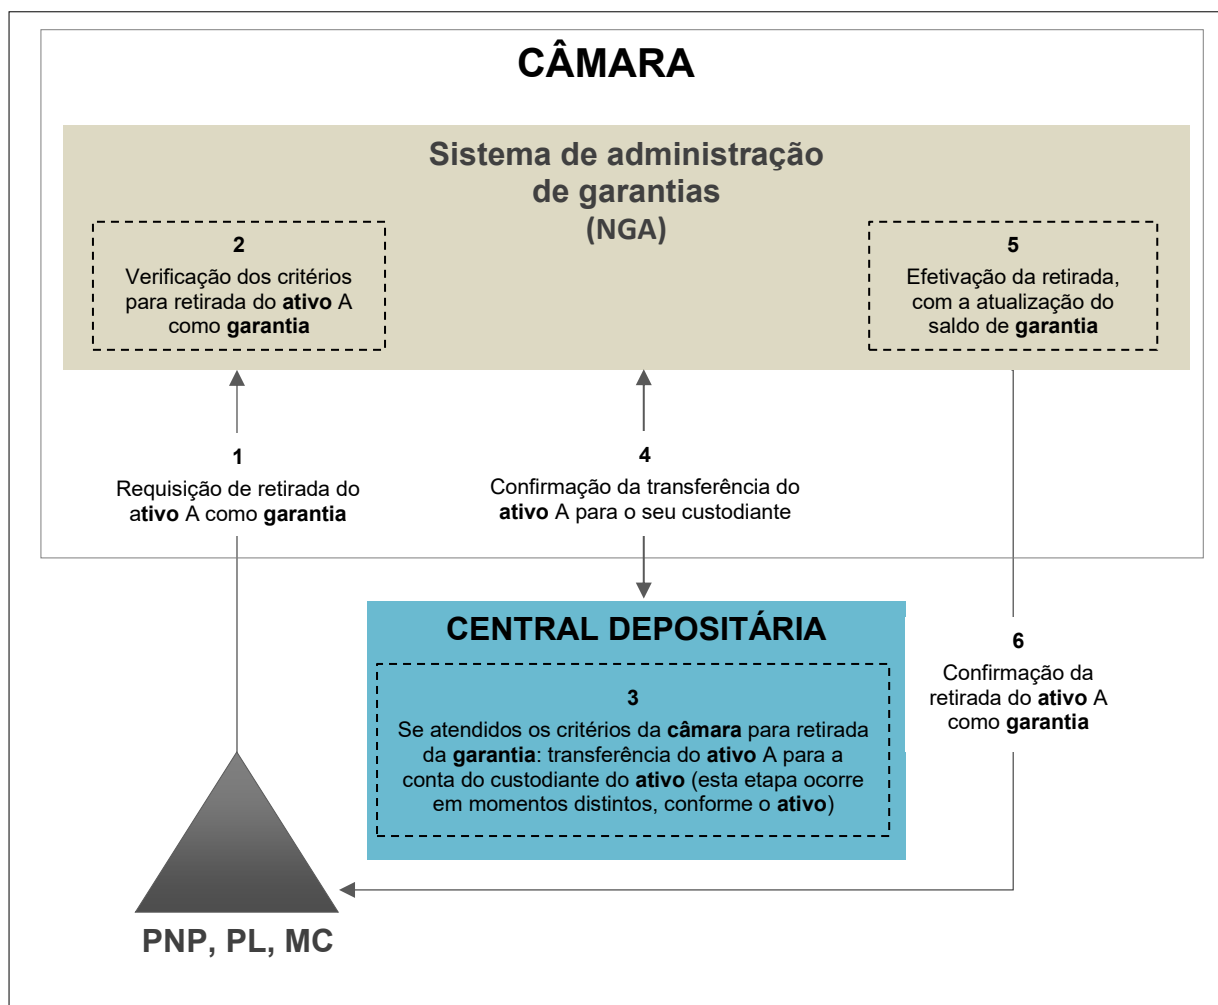 CÂMARA
Sistema de administração
de garantias
(NGA)
2
Verificação dos critérios
para retirada do ativo A
como garantia
5
Efetivação da retirada,
com a atualização do
saldo de garantia
1
Requisição de retirada do
ativo A como garantia
4
Confirmação da transferência do
ativo A para o seu custodiante
CENTRAL DEPOSITÁRIA
3
Se atendidos os critérios da câmara para retirada
da garantia: transferência do ativo A para a
conta do custodiante do ativo (esta etapa ocorre
em momentos distintos, conforme o ativo)
6
Confirmação da
retirada do ativo A
como garantia
PNP, PL, MC